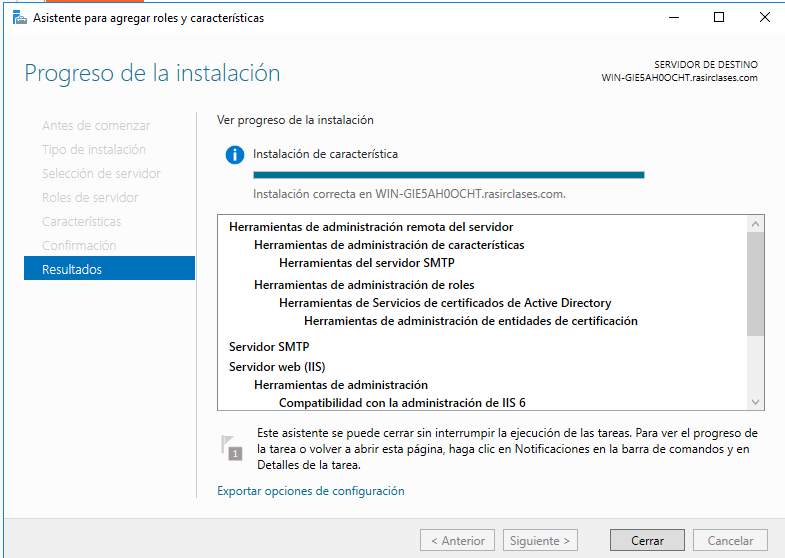 Asistente para agregar roles y características
Progreso de la instalación
SERVIDOR DE DESTINO
WIN-GIE5AH0OCHT.rasirclases.com
Antes de comenzar
Tipo de instalación
Selección de servidor
Roles de servidor
Características
Confirmación
Resultados
Ver progreso de la instalación
Instalación de característica
Instalación correcta en WIN-GIE5AH0OCHT.rasirclases.com.
Herramientas de administración remota del servidor
Herramientas de administración de características
Herramientas del servidor SMTP
Herramientas de administración de roles
Herramientas de Servicios de certificados de Active Directory
Herramientas de administración de entidades de certificación
Servidor SMTP
Servidor web (IIS)
Herramientas de administración
Compatibilidad con la administración de IIS 6
1
Este asistente se puede cerrar sin interrumpir la ejecución de las tareas. Para ver el progreso de
la tarea o volver a abrir esta página, haga clic en Notificaciones en la barra de comandos y en
Detalles de la tarea.
Exportar opciones de configuración
< Anterior
Siguiente >
Cerrar
Cancelar